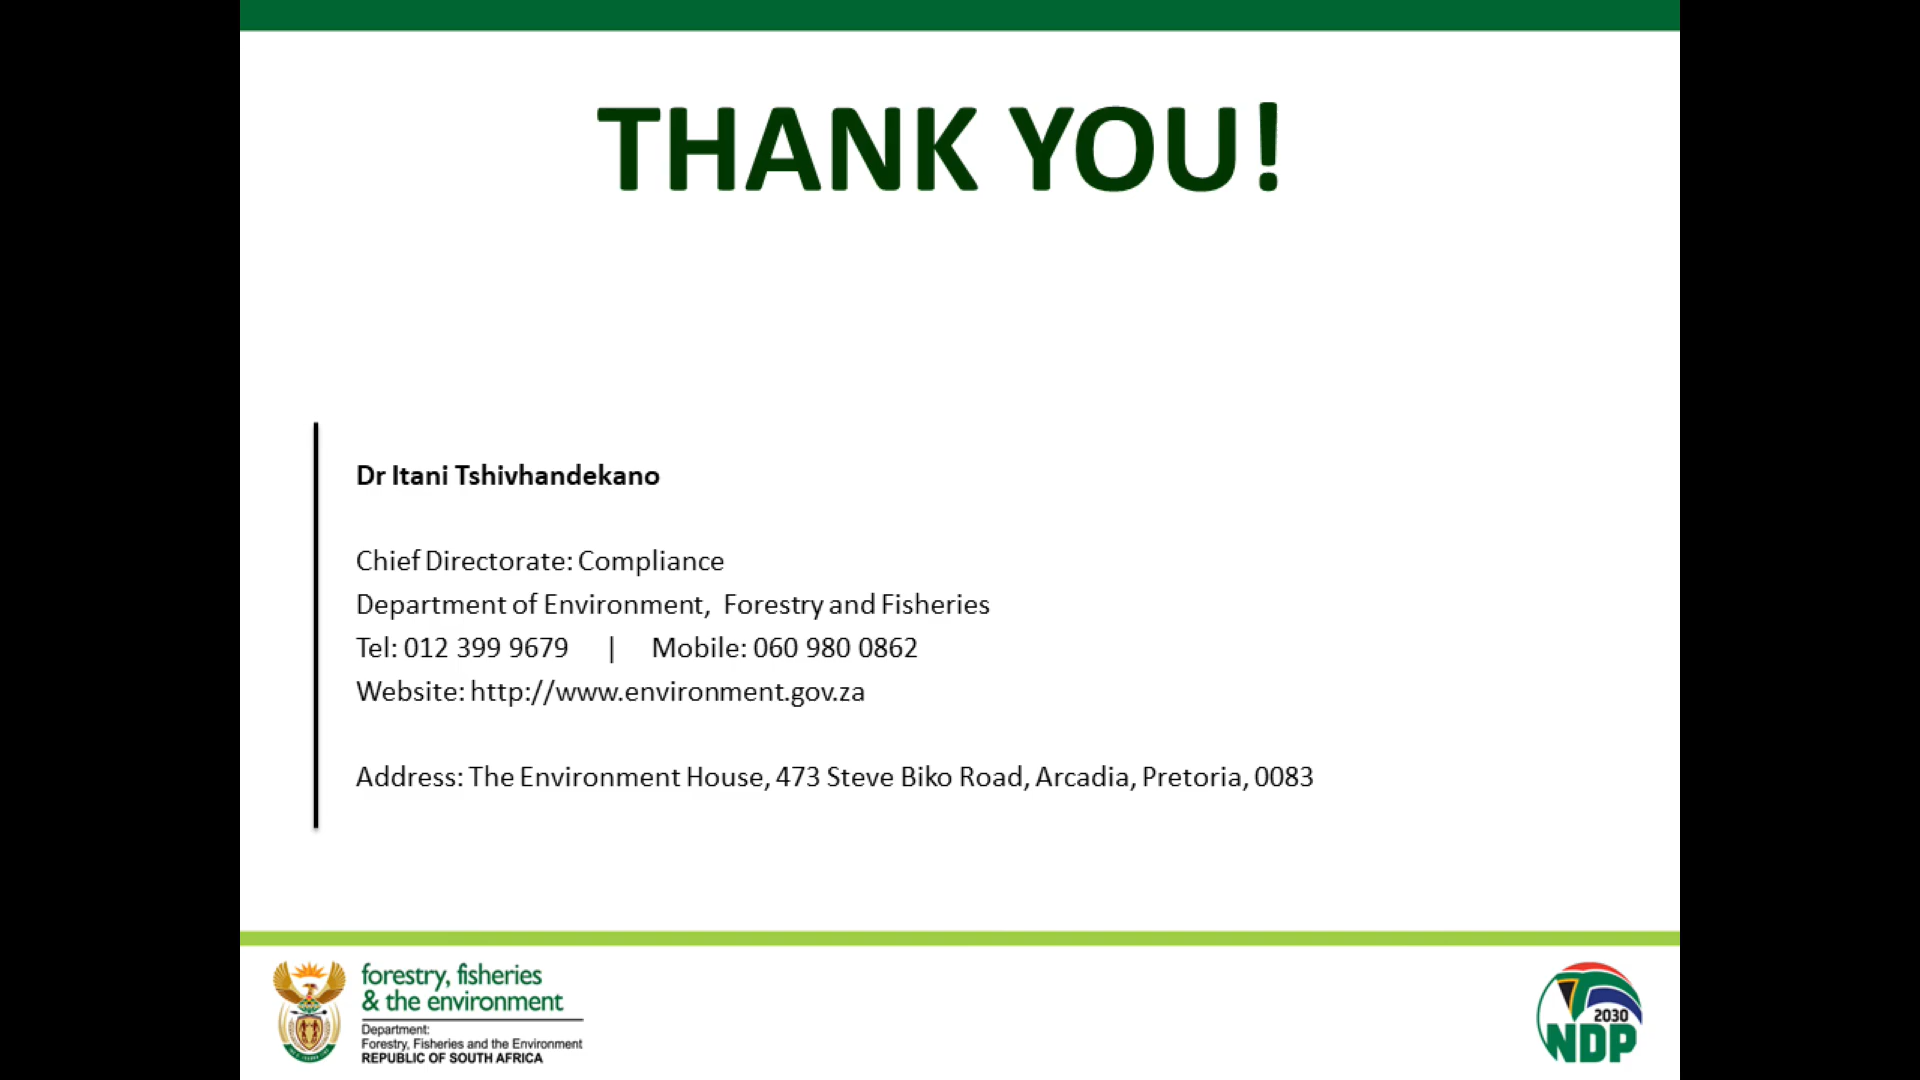 THANK YOU!
Dr Itani Tshivhandekano
Chief Directorate: Compliance
Department of Environment, Forestry and Fisheries
Tel: 012 399 9679 | Mobile: 060 980 0862
Website: http://www.environment.gov.za
Address: The Environment House, 473 Steve Biko Road, Arcadia, Pretoria, 0083
forestry, fisheries
& the environment
Department:
Forestry, Fisheries and the Environment
REPUBLIC OF SOUTH AFRICA
2030
NDP